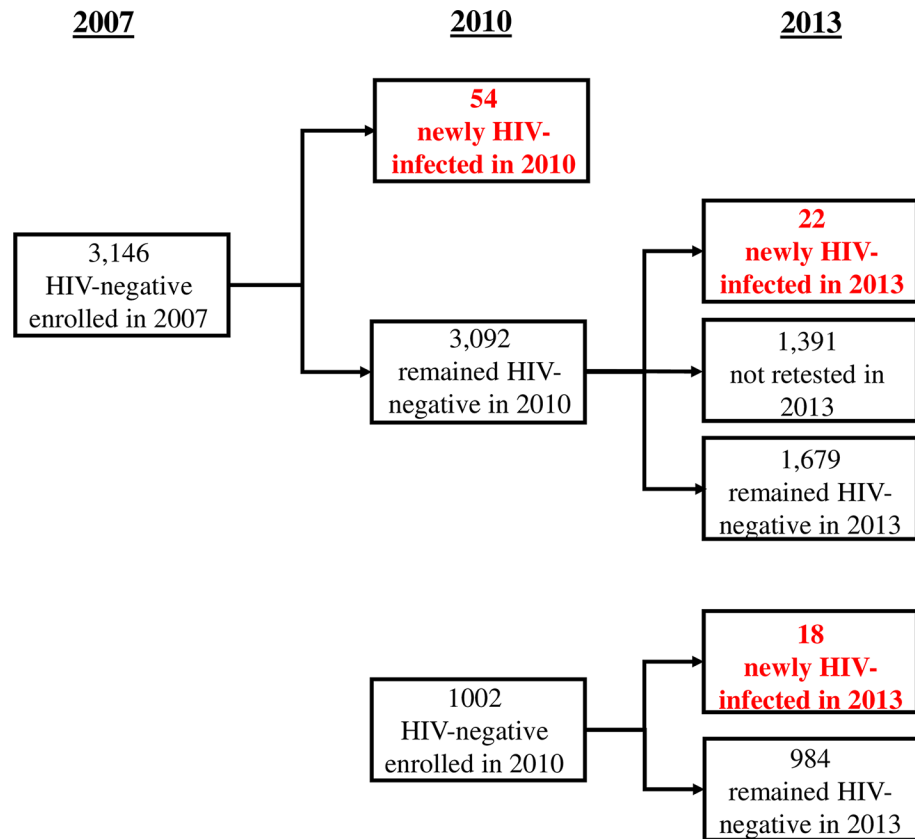 2007
2010
2013
54
newly HIV-
infected in 2010
3,146
HIV-negative
enrolled in 2007
3,092
remained HIV-
negative in 2010
22
newly HIV-
infected in 2013
1,391
not retested in
2013
1,679
remained HIV-
negative in 2013
1002
HIV-negative
enrolled in 2010
18
newly HIV-
infected in 2013
984
remained HIV-
negative in 2013